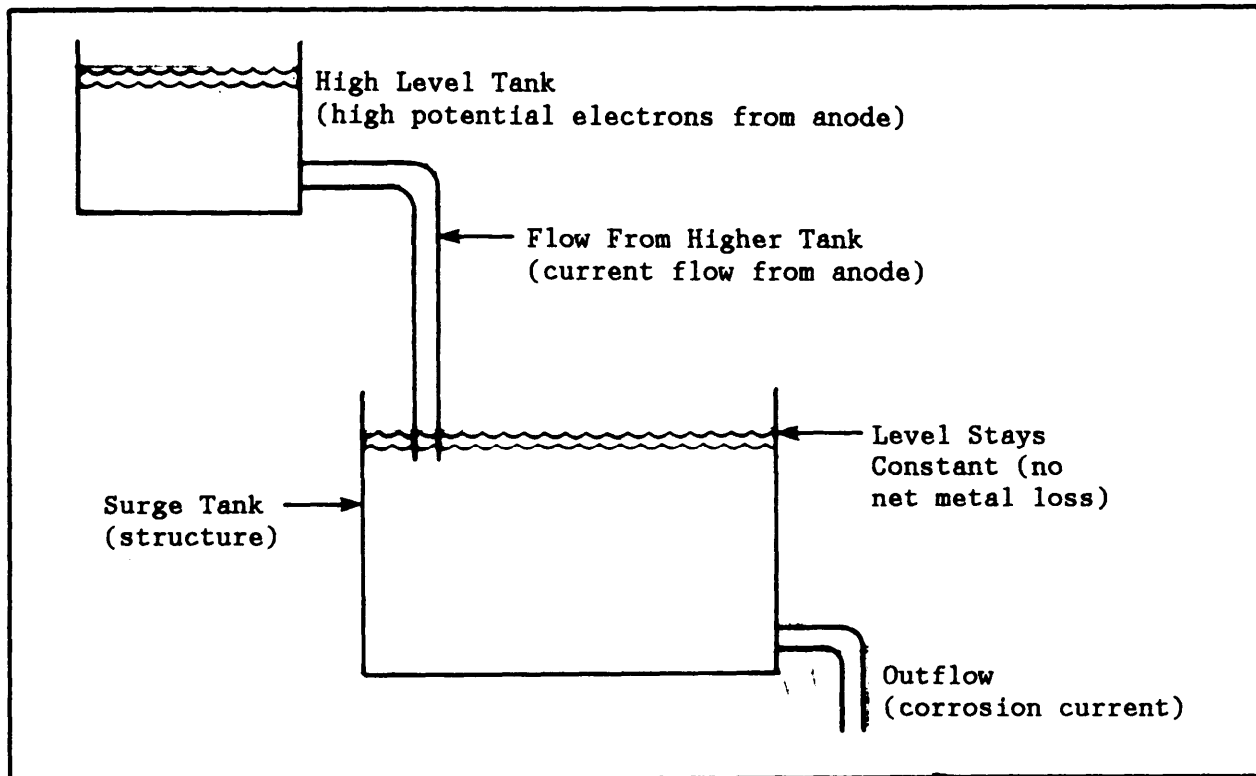 High Level Tank
(high potential electrons from anode)
Flow From Higher Tank
(current flow from anode)
Level Stays
Constant (no
net metal loss)
Surge Tank
(structure)
Outflow
(corrosion current)